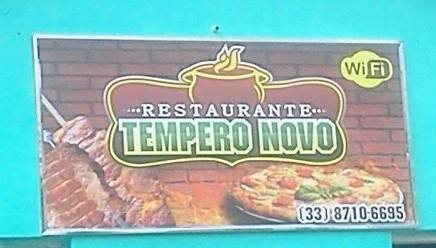 WiFi
RESTAURANTE
TEMPERO NOVO
(33) 8710-6695